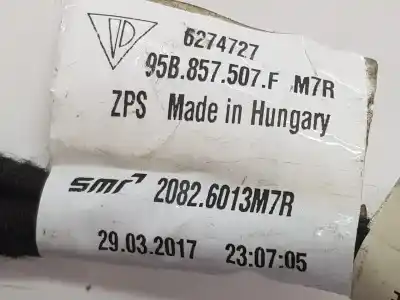 6274727
95B.857.507.F M7R
ZPS Made in Hungary
smr 2082.6013M7R
29.03.2017 23:07:05